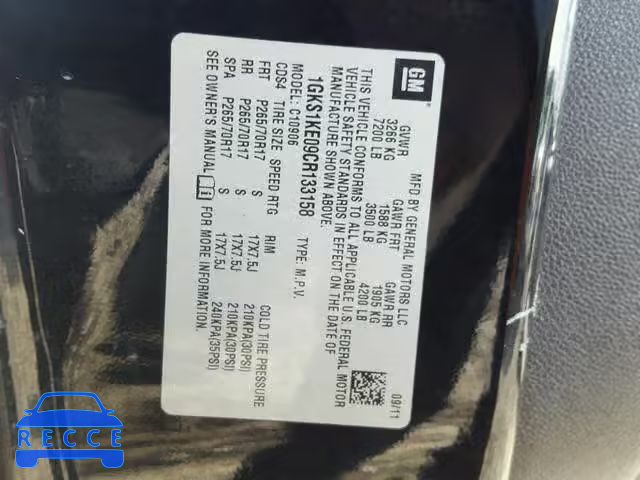 GM
MFD BY GENERAL MOTORS LLC
GVWR GAWR FRT GAWR RR
3266 KG 1588 KG 1905 KG
7200 LB 3500 LB 4200 LB
09/11
THIS VEHICLE CONFORMS TO ALL APPLICABLE U.S. FEDERAL MOTOR
VEHICLE SAFETY STANDARDS IN EFFECT ON THE DATE OF
MANUFACTURE SHOWN ABOVE.
1GKS1KE09CR133158 TYPE: M.P.V.
MODEL: C10906
CDS4 TIRE SIZE SPEED RTG RIM COLD TIRE PRESSURE
FRT P265/70R17 S 17X7.5J 210KPA(30PSI)
RR P265/70R17 S 17X7.5J 210KPA(30PSI)
SPA P265/70R17 S 17X7.5J 240KPA(35PSI)
SEE OWNER'S MANUAL FOR MORE INFORMATION.
RECCE